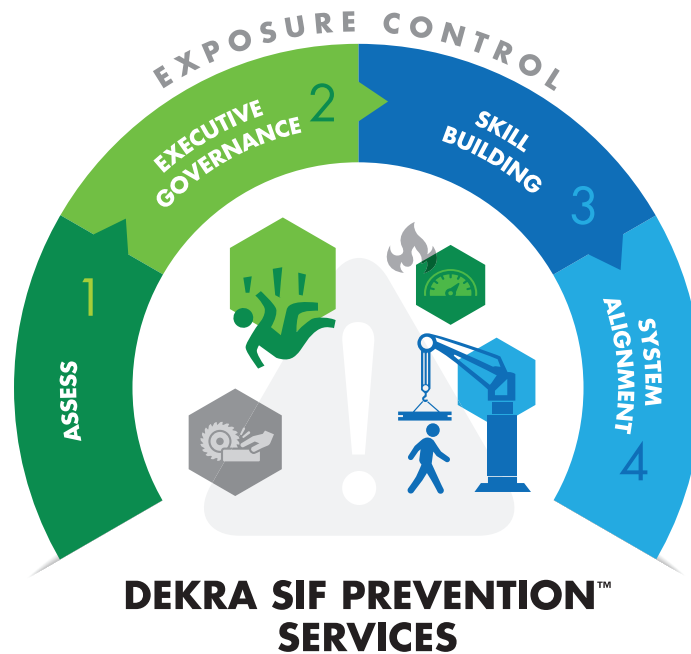 EXPOSURE CONTROL
1
ASSESS
2
EXECUTIVE
GOVERNANCE
SKILL
BUILDING
3
SYSTEM
ALIGNMENT
4
DEKRA SIF PREVENTION™
SERVICES